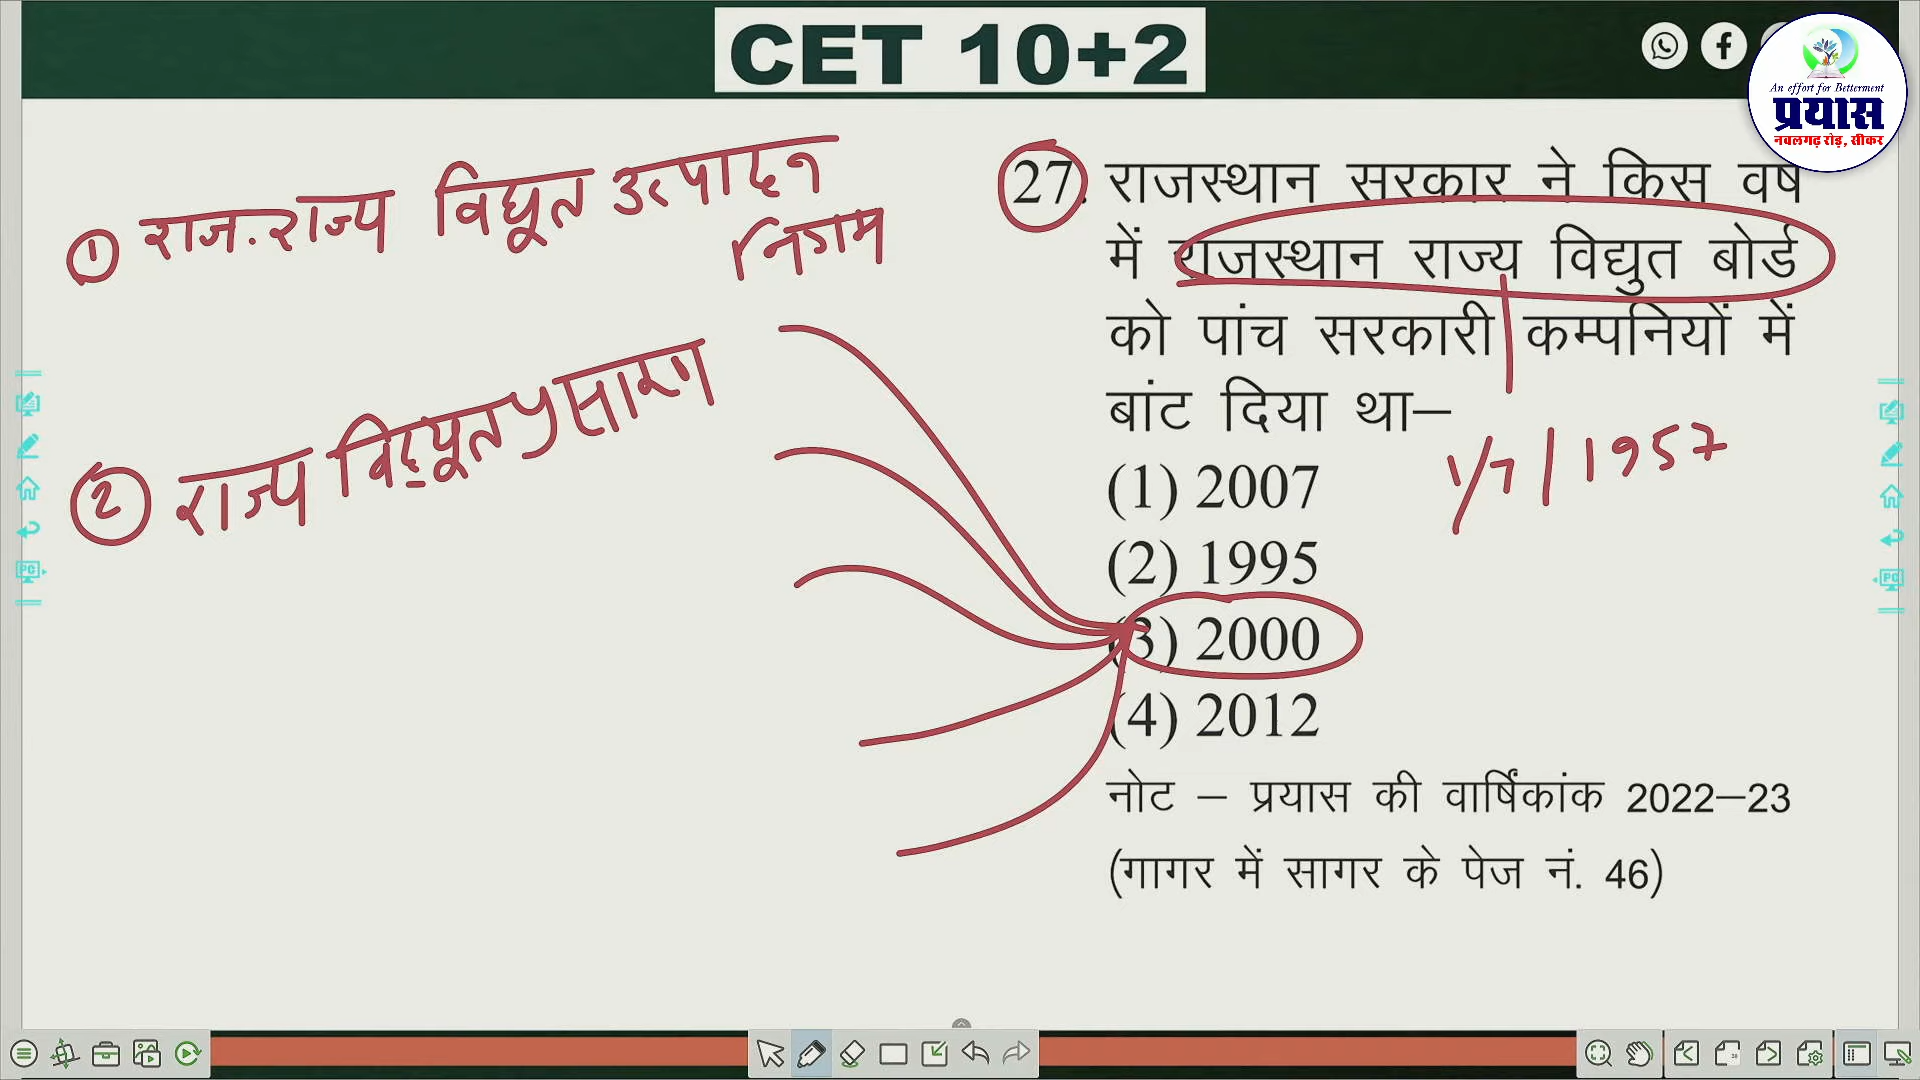 CET 10+2
An effort for Betterment
प्रयास
नवलगढ़ रोड़, सीकर
① राज. राज्य विद्युत उत्पादन
निगम
② राज्य विद्युत प्रसारण
27. राजस्थान सरकार ने किस वर्ष
में राजस्थान राज्य विद्युत बोर्ड
को पांच सरकारी कम्पनियों में
बांट दिया था–
1/7/1957
(1) 2007
(2) 1995
(3) 2000
(4) 2012
नोट – प्रयास की वार्षिकांक 2022–23
(गागर में सागर के पेज नं. 46)
PC
PC